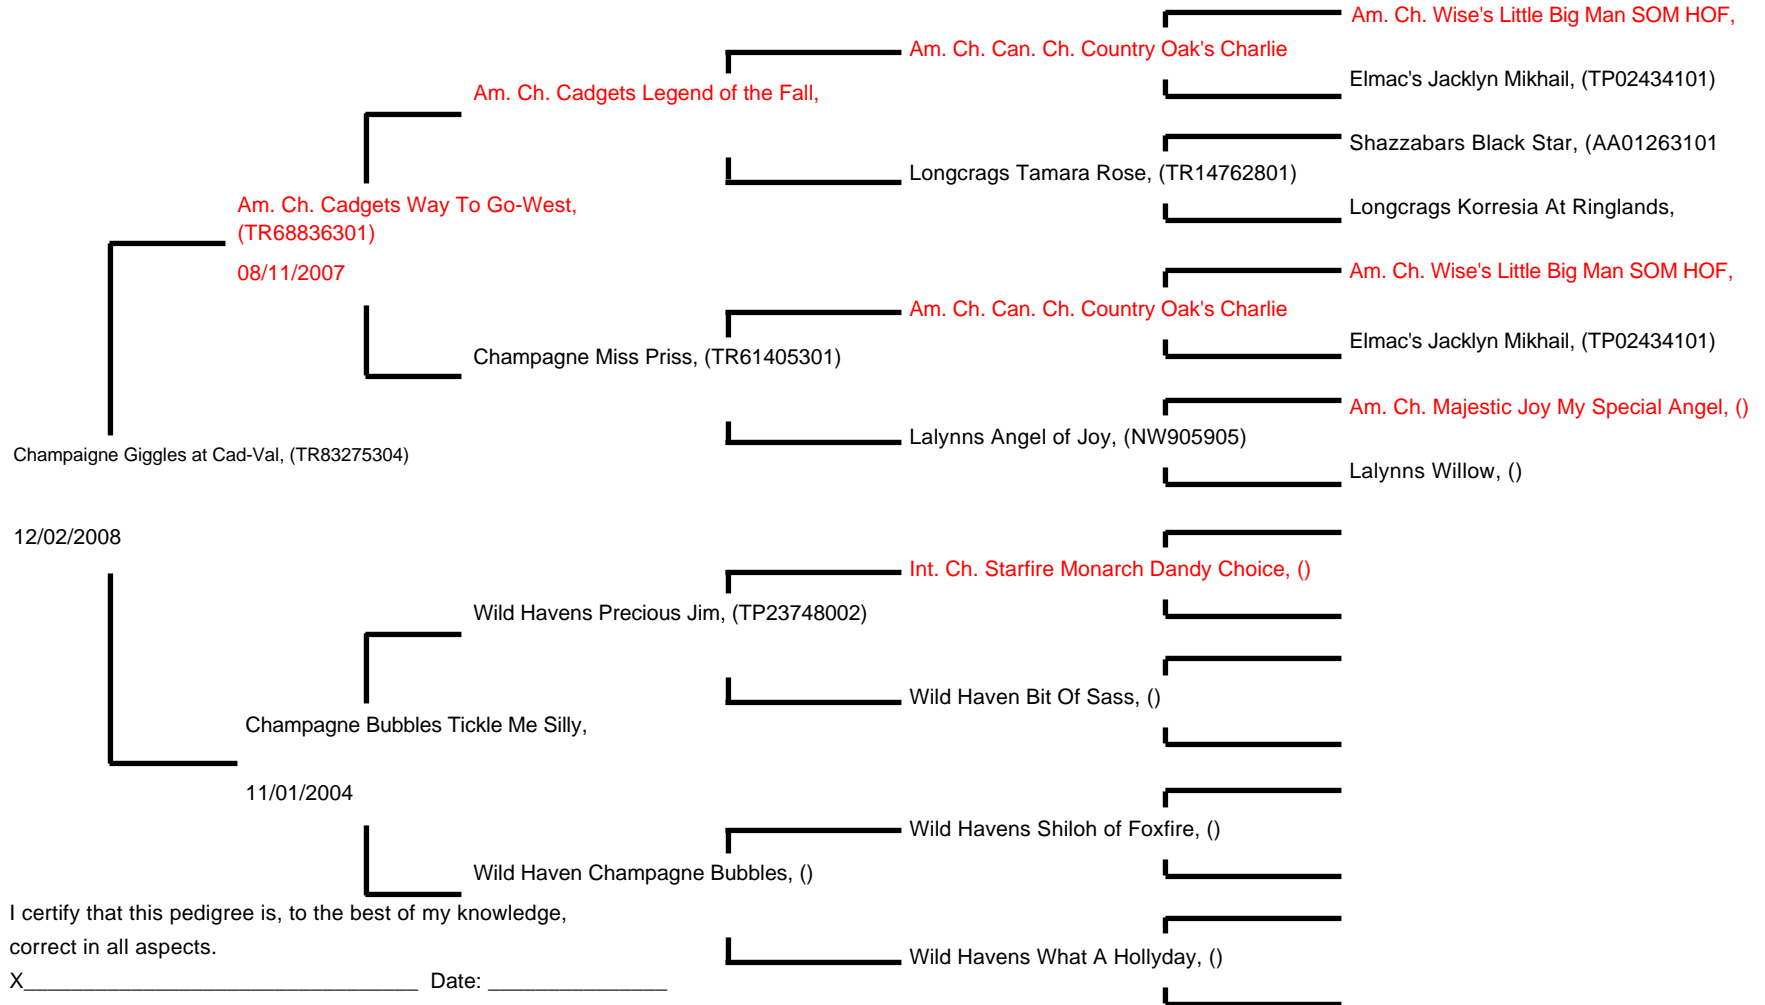 Am. Ch. Wise's Little Big Man SOM HOF,
Am. Ch. Can. Ch. Country Oak's Charlie
Elmac's Jacklyn Mikhail, (TP02434101)
Am. Ch. Cadgets Legend of the Fall,
Shazzabars Black Star, (AA01263101
Longcrags Tamara Rose, (TR14762801)
Longcrags Korresia At Ringlands,
Am. Ch. Cadgets Way To Go-West,
(TR68836301)
08/11/2007
Am. Ch. Wise's Little Big Man SOM HOF,
Am. Ch. Can. Ch. Country Oak's Charlie
Elmac's Jacklyn Mikhail, (TP02434101)
Champagne Miss Priss, (TR61405301)
Am. Ch. Majestic Joy My Special Angel, ()
Lalynns Angel of Joy, (NW905905)
Lalynns Willow, ()
Champaigne Giggles at Cad-Val, (TR83275304)
12/02/2008
Int. Ch. Starfire Monarch Dandy Choice, ()
Wild Havens Precious Jim, (TP23748002)
Wild Haven Bit Of Sass, ()
Champagne Bubbles Tickle Me Silly,
11/01/2004
Wild Havens Shiloh of Foxfire, ()
Wild Haven Champagne Bubbles, ()
Wild Havens What A Hollyday, ()
I certify that this pedigree is, to the best of my knowledge,
correct in all aspects.
X_________________________________ Date: _______________